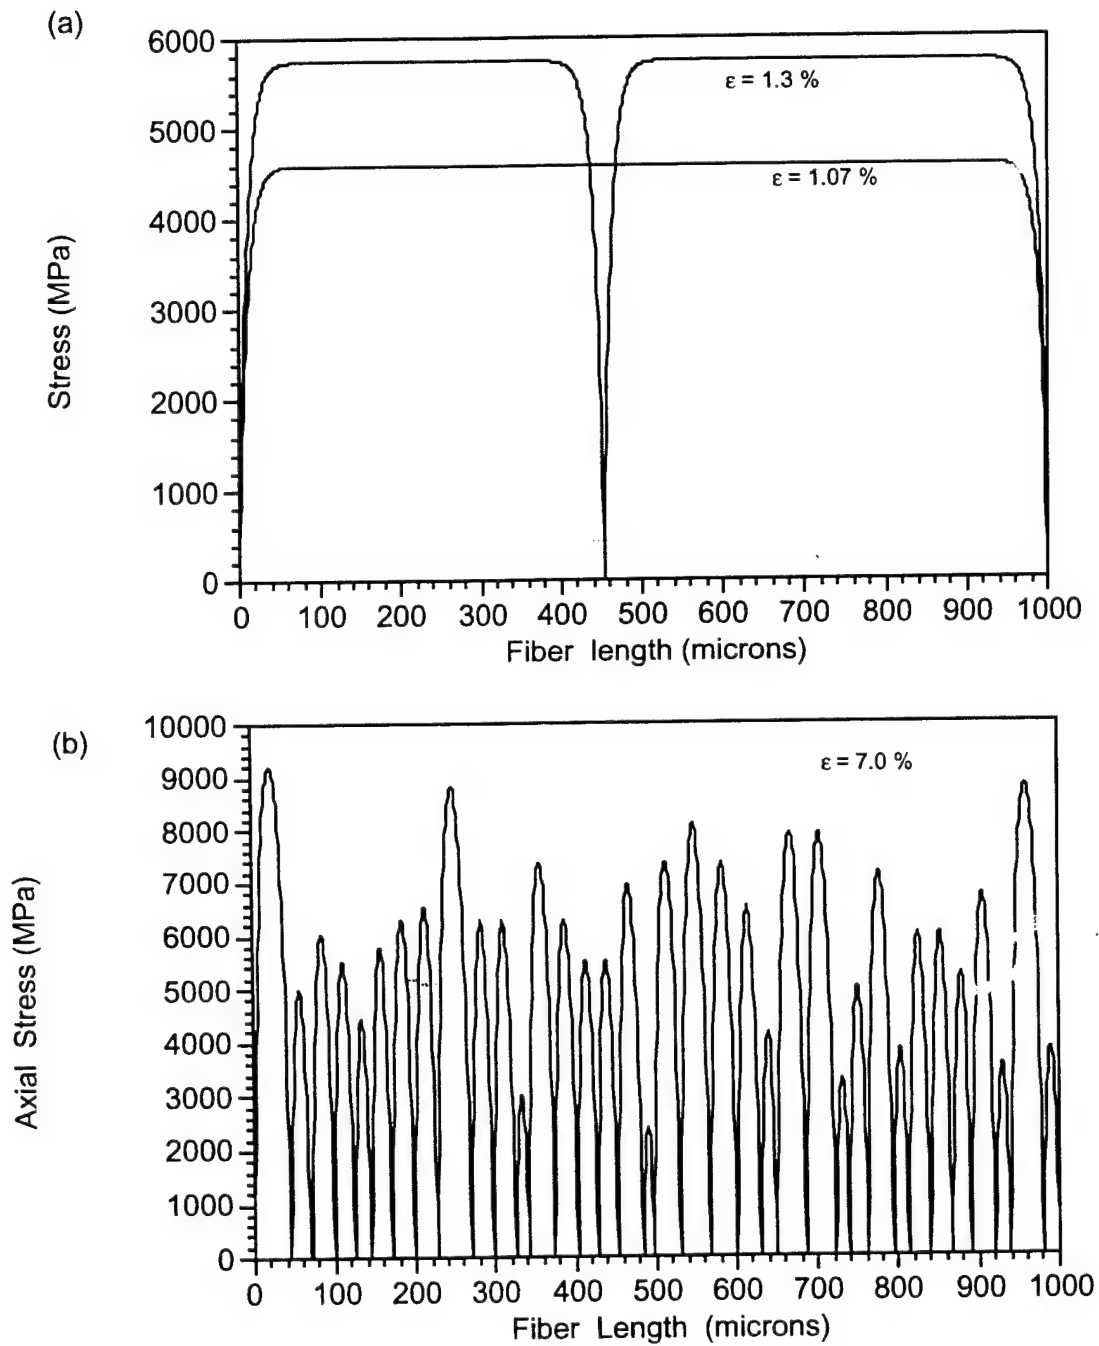 (a)
6000
5000
4000
3000
2000
1000
0
Stress (MPa)
ε = 1.3 %
ε = 1.07 %
0 100 200 300 400 500 600 700 800 900 1000
Fiber length (microns)
(b)
10000
9000
8000
7000
6000
5000
4000
3000
2000
1000
0
Axial Stress (MPa)
ε = 7.0 %
0 100 200 300 400 500 600 700 800 900 1000
Fiber Length (microns)